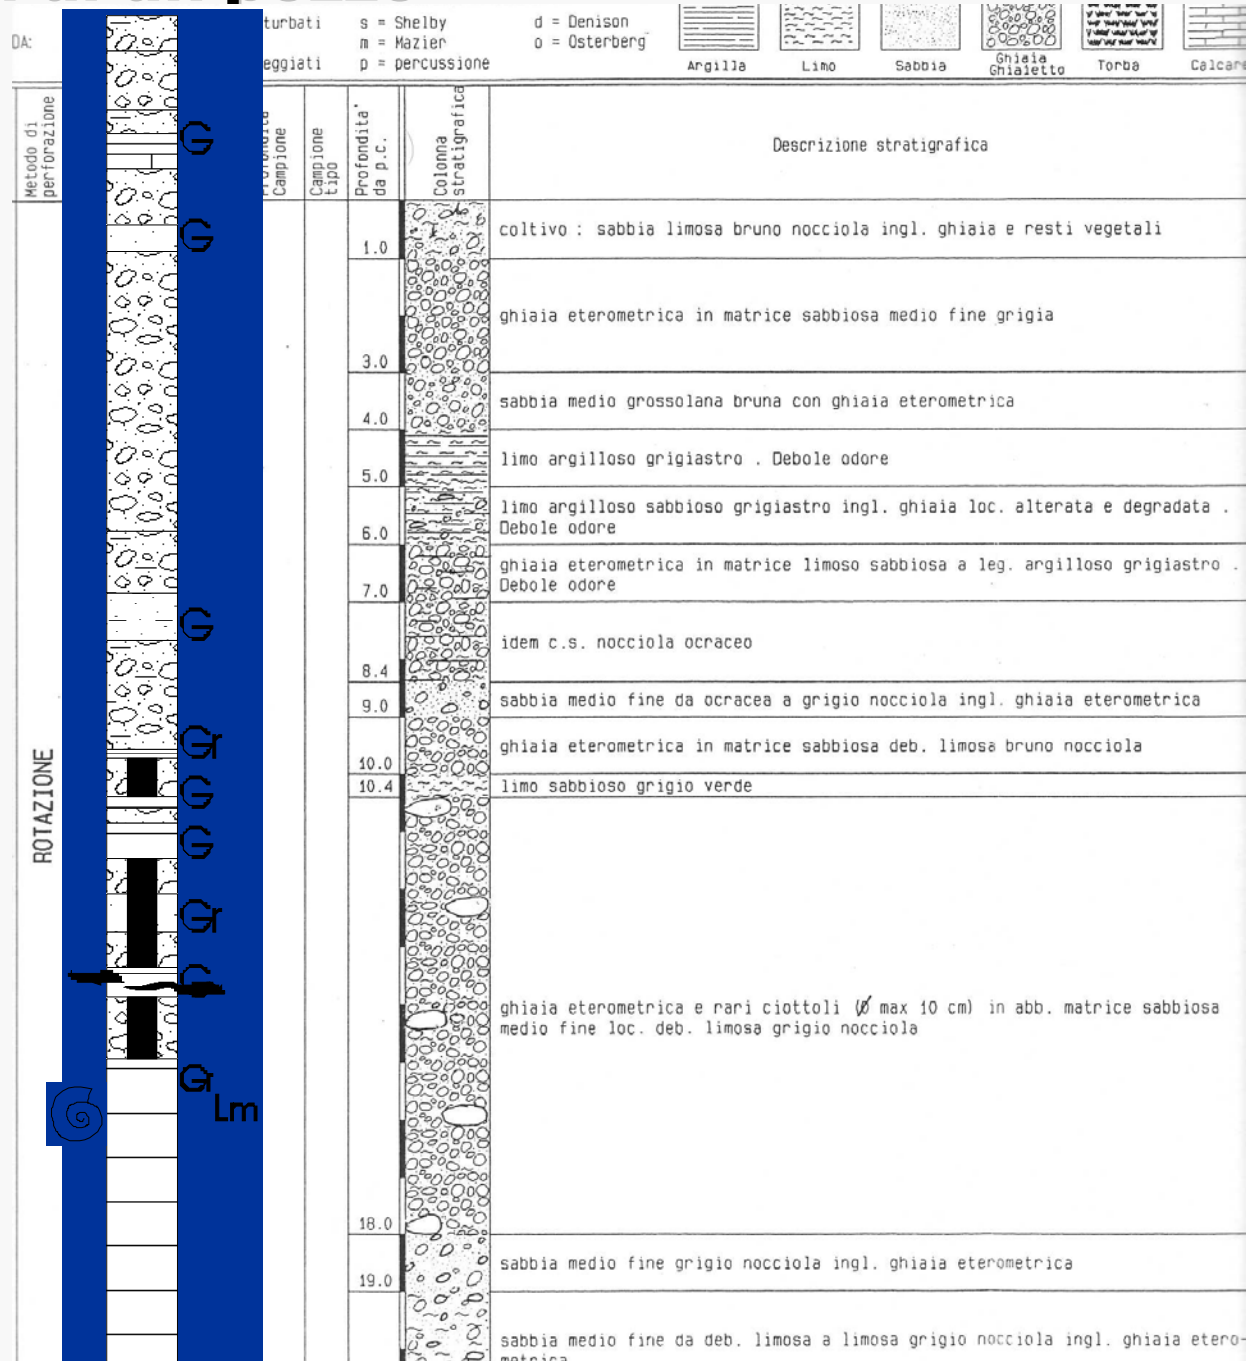 turbati s = Shelby d = Denison
DA: m = Mazier o = Osterberg
eggiati p = percussione
Argilla Limo Sabbia Ghiaia Ghiaietto Torba Calcare
Metodo di perforazione
Campione
Campione tipo
Profondita' da p.c.
Colonna stratigrafica
Descrizione stratigrafica
1.0 coltivo : sabbia limosa bruno nocciola ingl. ghiaia e resti vegetali
3.0 ghiaia eterometrica in matrice sabbiosa medio fine grigia
4.0 sabbia medio grossolana bruna con ghiaia eterometrica
5.0 limo argilloso grigiastro . Debole odore
6.0 limo argilloso sabbioso grigiastro ingl. ghiaia loc. alterata e degradata .
Debole odore
7.0 ghiaia eterometrica in matrice limoso sabbiosa a leg. argilloso grigiastro .
Debole odore
8.4 idem c.s. nocciola ocraceo
9.0 sabbia medio fine da ocracea a grigio nocciola ingl. ghiaia eterometrica
10.0 ghiaia eterometrica in matrice sabbiosa deb. limosa bruno nocciola
10.4 limo sabbioso grigio verde
ROTAZIONE
ghiaia eterometrica e rari ciottoli (Ø max 10 cm) in abb. matrice sabbiosa
medio fine loc. deb. limosa grigio nocciola
18.0
19.0 sabbia medio fine grigio nocciola ingl. ghiaia eterometrica
sabbia medio fine da deb. limosa a limosa grigio nocciola ingl. ghiaia etero-
metrica
G
G
G
Gr
G
G
Gr
G
Gr
Lm